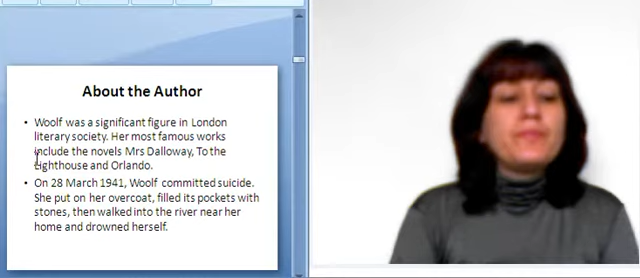 About the Author
• Woolf was a significant figure in London
literary society. Her most famous works
include the novels Mrs Dalloway, To the
Lighthouse and Orlando.
• On 28 March 1941, Woolf committed suicide.
She put on her overcoat, filled its pockets with
stones, then walked into the river near her
home and drowned herself.